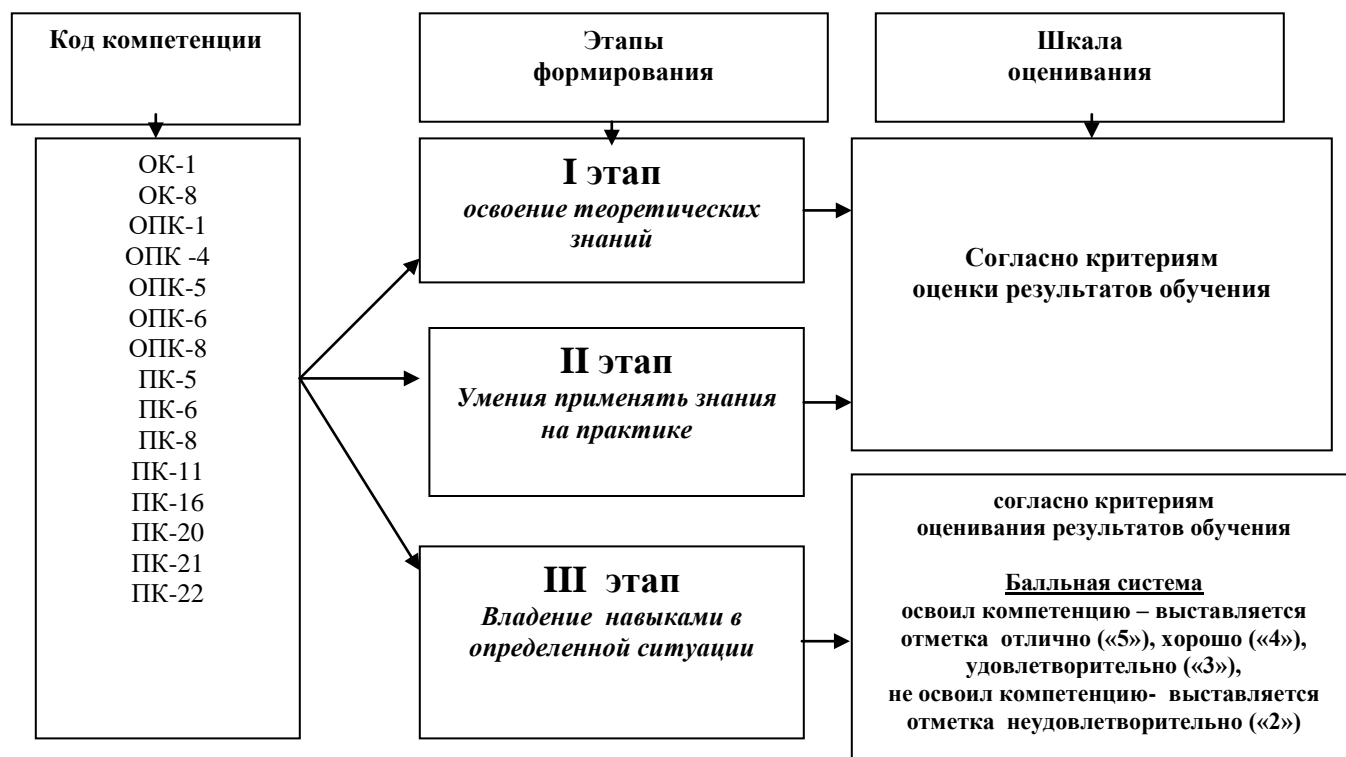 Код компетенции
Этапы
формирования
Шкала
оценивания
ОК-1
ОК-8
ОПК-1
ОПК -4
ОПК-5
ОПК-6
ОПК-8
ПК-5
ПК-6
ПК-8
ПК-11
ПК-16
ПК-20
ПК-21
ПК-22
I этап
освоение теоретических
знаний
II этап
Умения применять знания
на практике
III этап
Владение навыками в
определенной ситуации
Согласно критериям
оценки результатов обучения
согласно критериям
оценивания результатов обучения
Балльная система
освоил компетенцию – выставляется
отметка отлично («5»), хорошо («4»),
удовлетворительно («3»),
не освоил компетенцию- выставляется
отметка неудовлетворительно («2»)